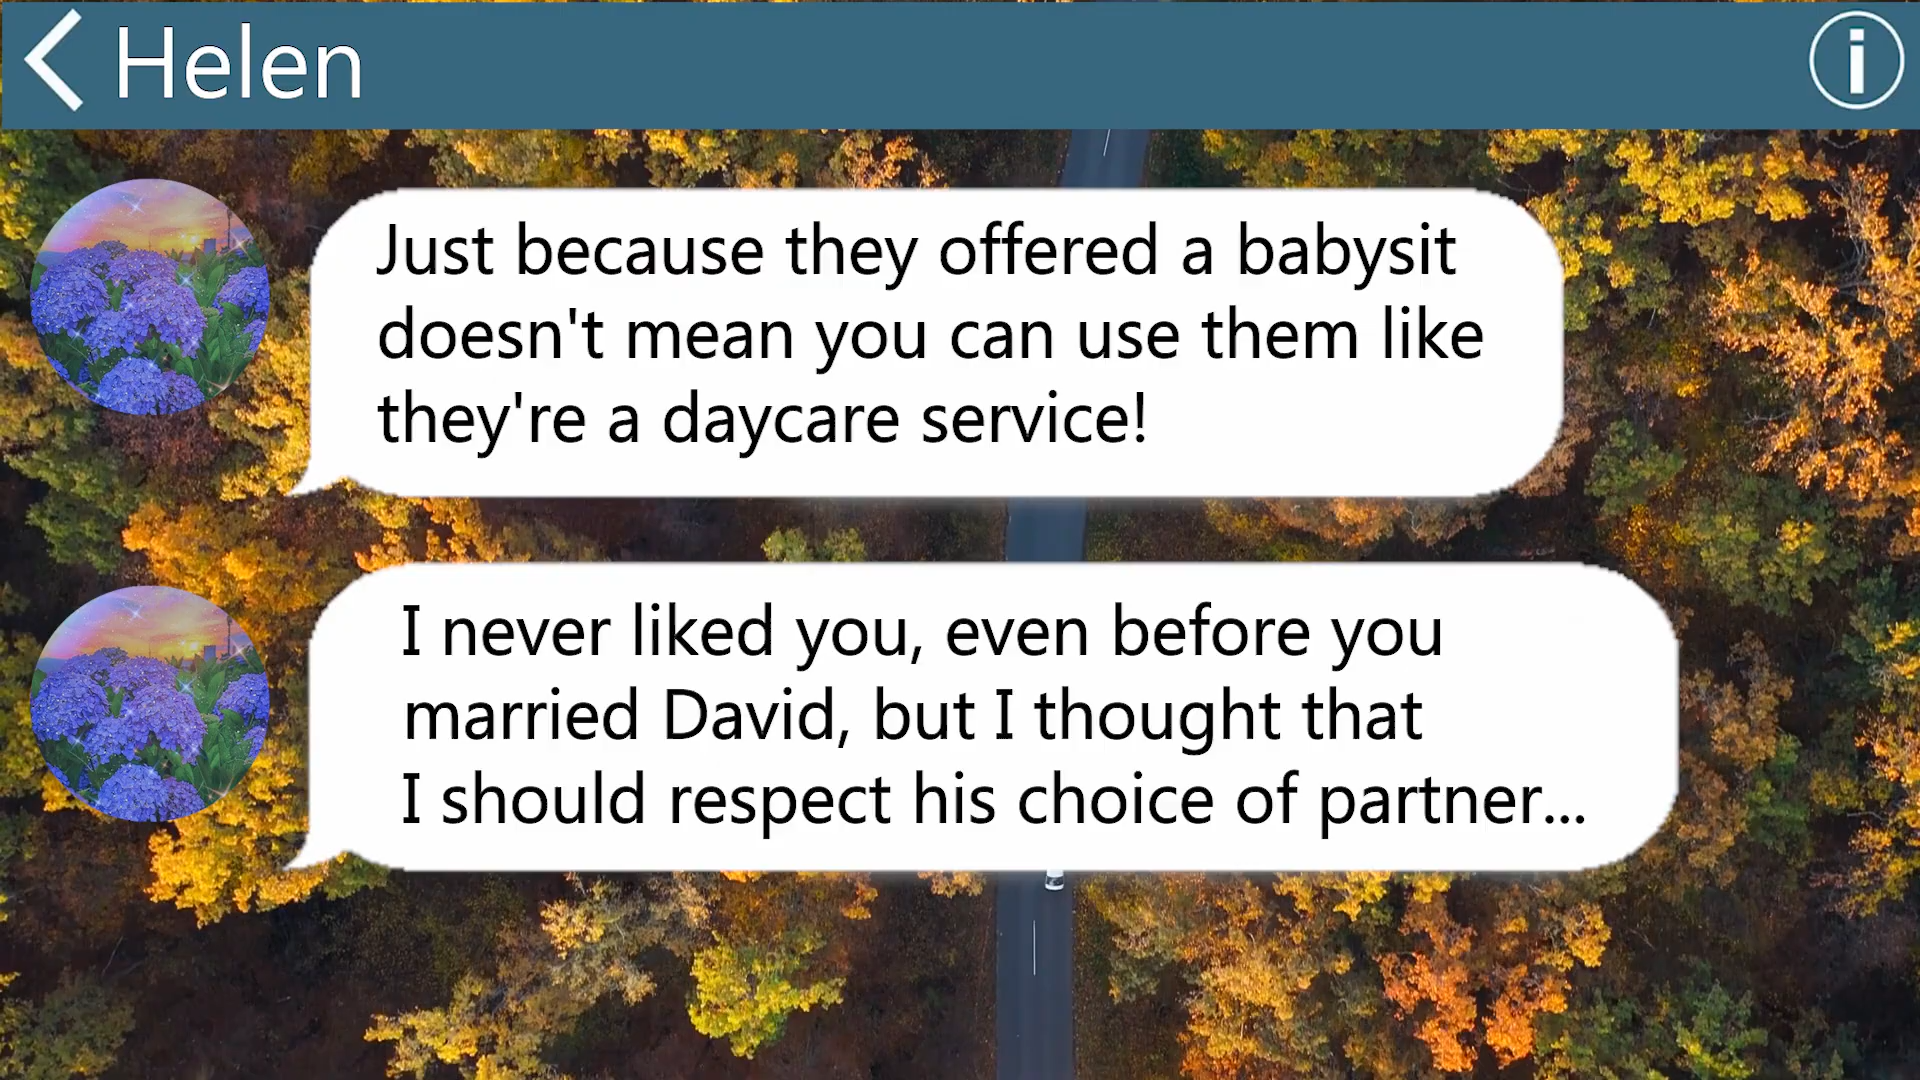 Helen
Just because they offered a babysit
doesn't mean you can use them like
they're a daycare service!
I never liked you, even before you
married David, but I thought that
I should respect his choice of partner...